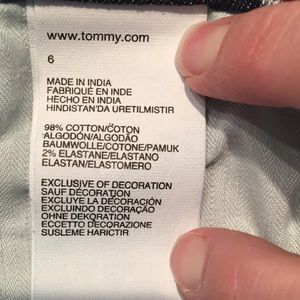 www.tommy.com
6
MADE IN INDIA
FABRIQUÉ EN INDE
HECHO EN INDIA
HINDISTAN'DA URETILMISTIR
98% COTTON/COTON
ALGODÓN/ALGODÃO
BAUMWOLLE/COTONE/PAMUK
2% ELASTANE/ELASTANO
ELASTAN/ELASTOMERO
EXCLUSIVE OF DECORATION
SAUF DÉCORATION
EXCLUYE LA DECORACIÓN
EXCLUINDO DECORAÇÃO
OHNE DEKORATION
ECCETTO DECORAZIONE
SUSLEME HARICTIR